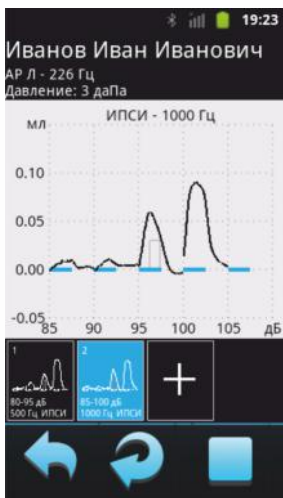 19:23
Иванов Иван Иванович
АР Л - 226 Гц
Давление: 3 даПа
мл
ИПСИ - 1000 Гц
0.10
0.05
0.00
-0.05
85 90 95 100 105 дБ
1
80-95 дБ
500 Гц ИПСИ
2
85-100 дБ
1000 Гц ИПСИ